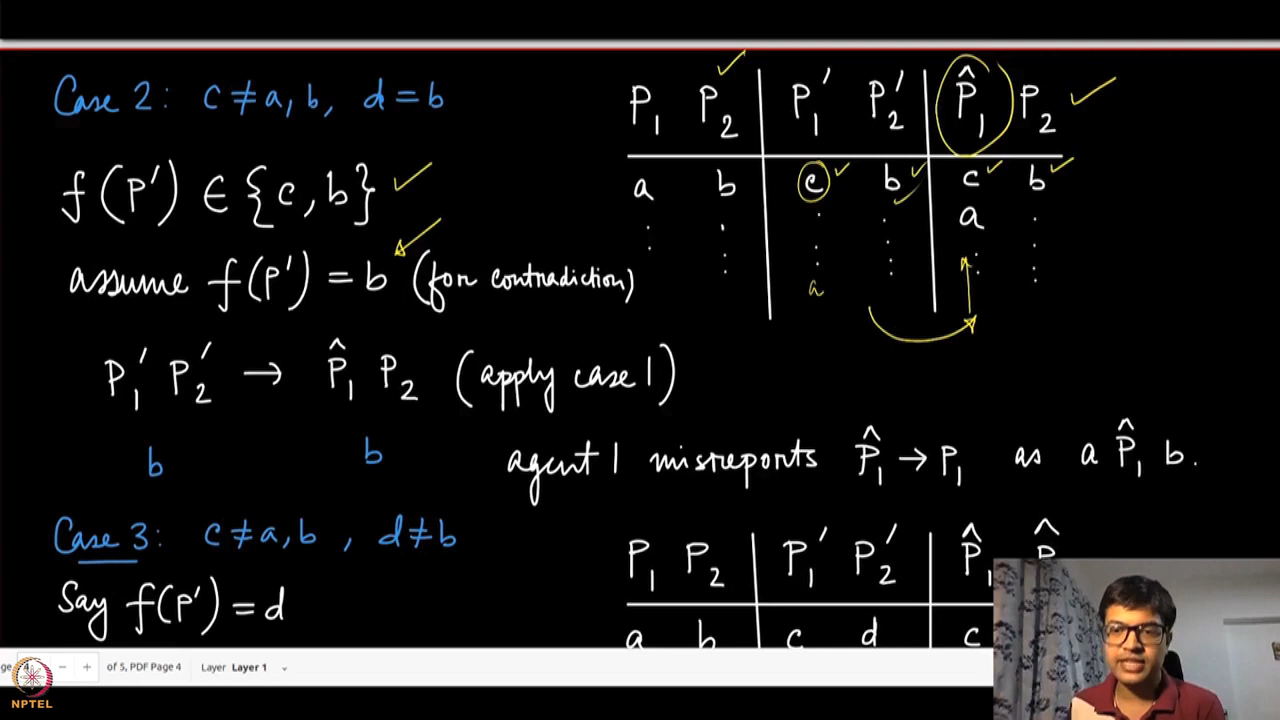 Case 2: c ≠ a, b, d = b
f(P') ∈ {c, b}
assume f(P') = b (for contradiction)
P₁' P₂' → P̂₁ P₂ (apply case 1)
b b
P₁ P₂ P₁' P₂' P̂₁ P₂
a b c b c b
a
a
agent 1 misreports P̂₁ → P₁ as a P̂₁ b.
Case 3: c ≠ a, b , d ≠ b
Say f(P') = d
P₁ P₂ P₁' P₂' P̂₁
a b c d c
of 5, PDF Page 4 Layer Layer 1
NPTEL